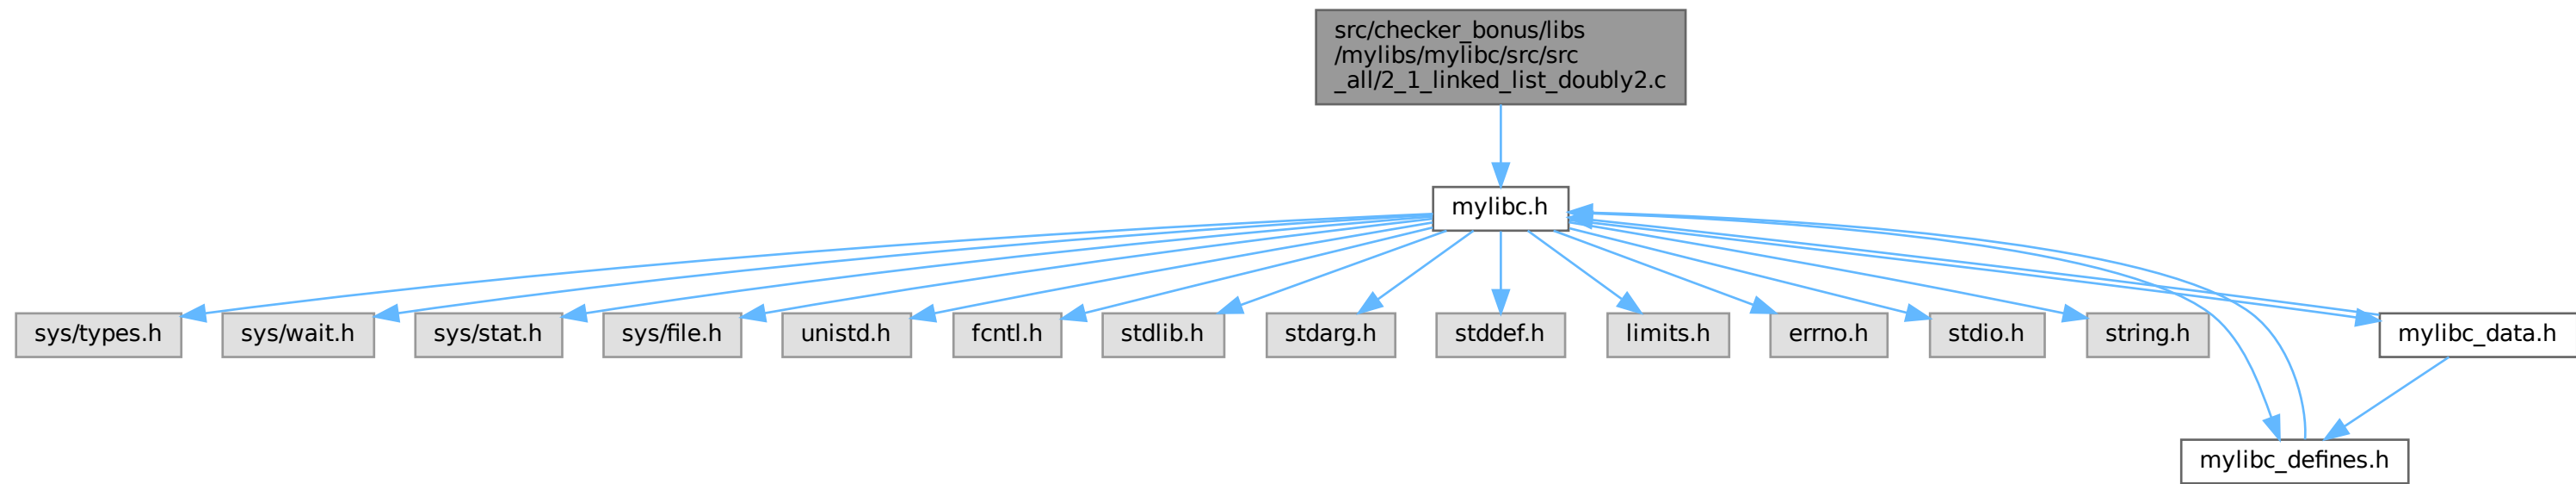 src/checker_bonus/libs
/mylibs/mylibc/src/src
_all/2_1_linked_list_doubly2.c
mylibc.h
sys/types.h
sys/wait.h
sys/stat.h
sys/file.h
unistd.h
fcntl.h
stdlib.h
stdarg.h
stddef.h
limits.h
errno.h
stdio.h
string.h
mylibc_data.h
mylibc_defines.h